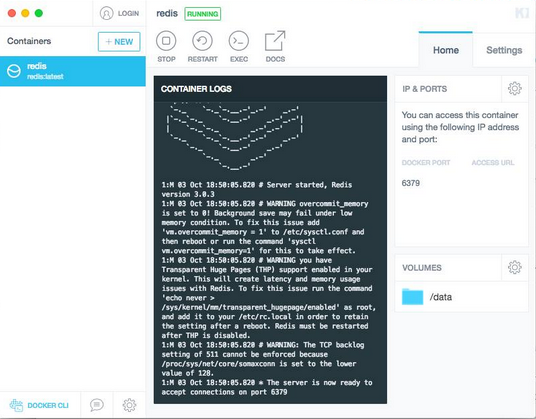 LOGIN
Containers
+ NEW
redis
redis:latest
redis RUNNING
STOP RESTART EXEC DOCS
Home Settings
CONTAINER LOGS
1:M 03 Oct 18:50:05.820 # Server started, Redis
version 3.0.3
1:M 03 Oct 18:50:05.820 # WARNING overcommit_memory
is set to 0! Background save may fail under low
memory condition. To fix this issue add
'vm.overcommit_memory = 1' to /etc/sysctl.conf and
then reboot or run the command 'sysctl
vm.overcommit_memory=1' for this to take effect.
1:M 03 Oct 18:50:05.820 # WARNING you have
Transparent Huge Pages (THP) support enabled in your
kernel. This will create latency and memory usage
issues with Redis. To fix this issue run the command
'echo never >
/sys/kernel/mm/transparent_hugepage/enabled' as root,
and add it to your /etc/rc.local in order to retain
the setting after a reboot. Redis must be restarted
after THP is disabled.
1:M 03 Oct 18:50:05.820 # WARNING: The TCP backlog
setting of 511 cannot be enforced because
/proc/sys/net/core/somaxconn is set to the lower
value of 128.
1:M 03 Oct 18:50:05.820 * The server is now ready to
accept connections on port 6379
IP & PORTS
You can access this container
using the following IP address
and port:
DOCKER PORT ACCESS URL
6379
VOLUMES
/data
DOCKER CLI